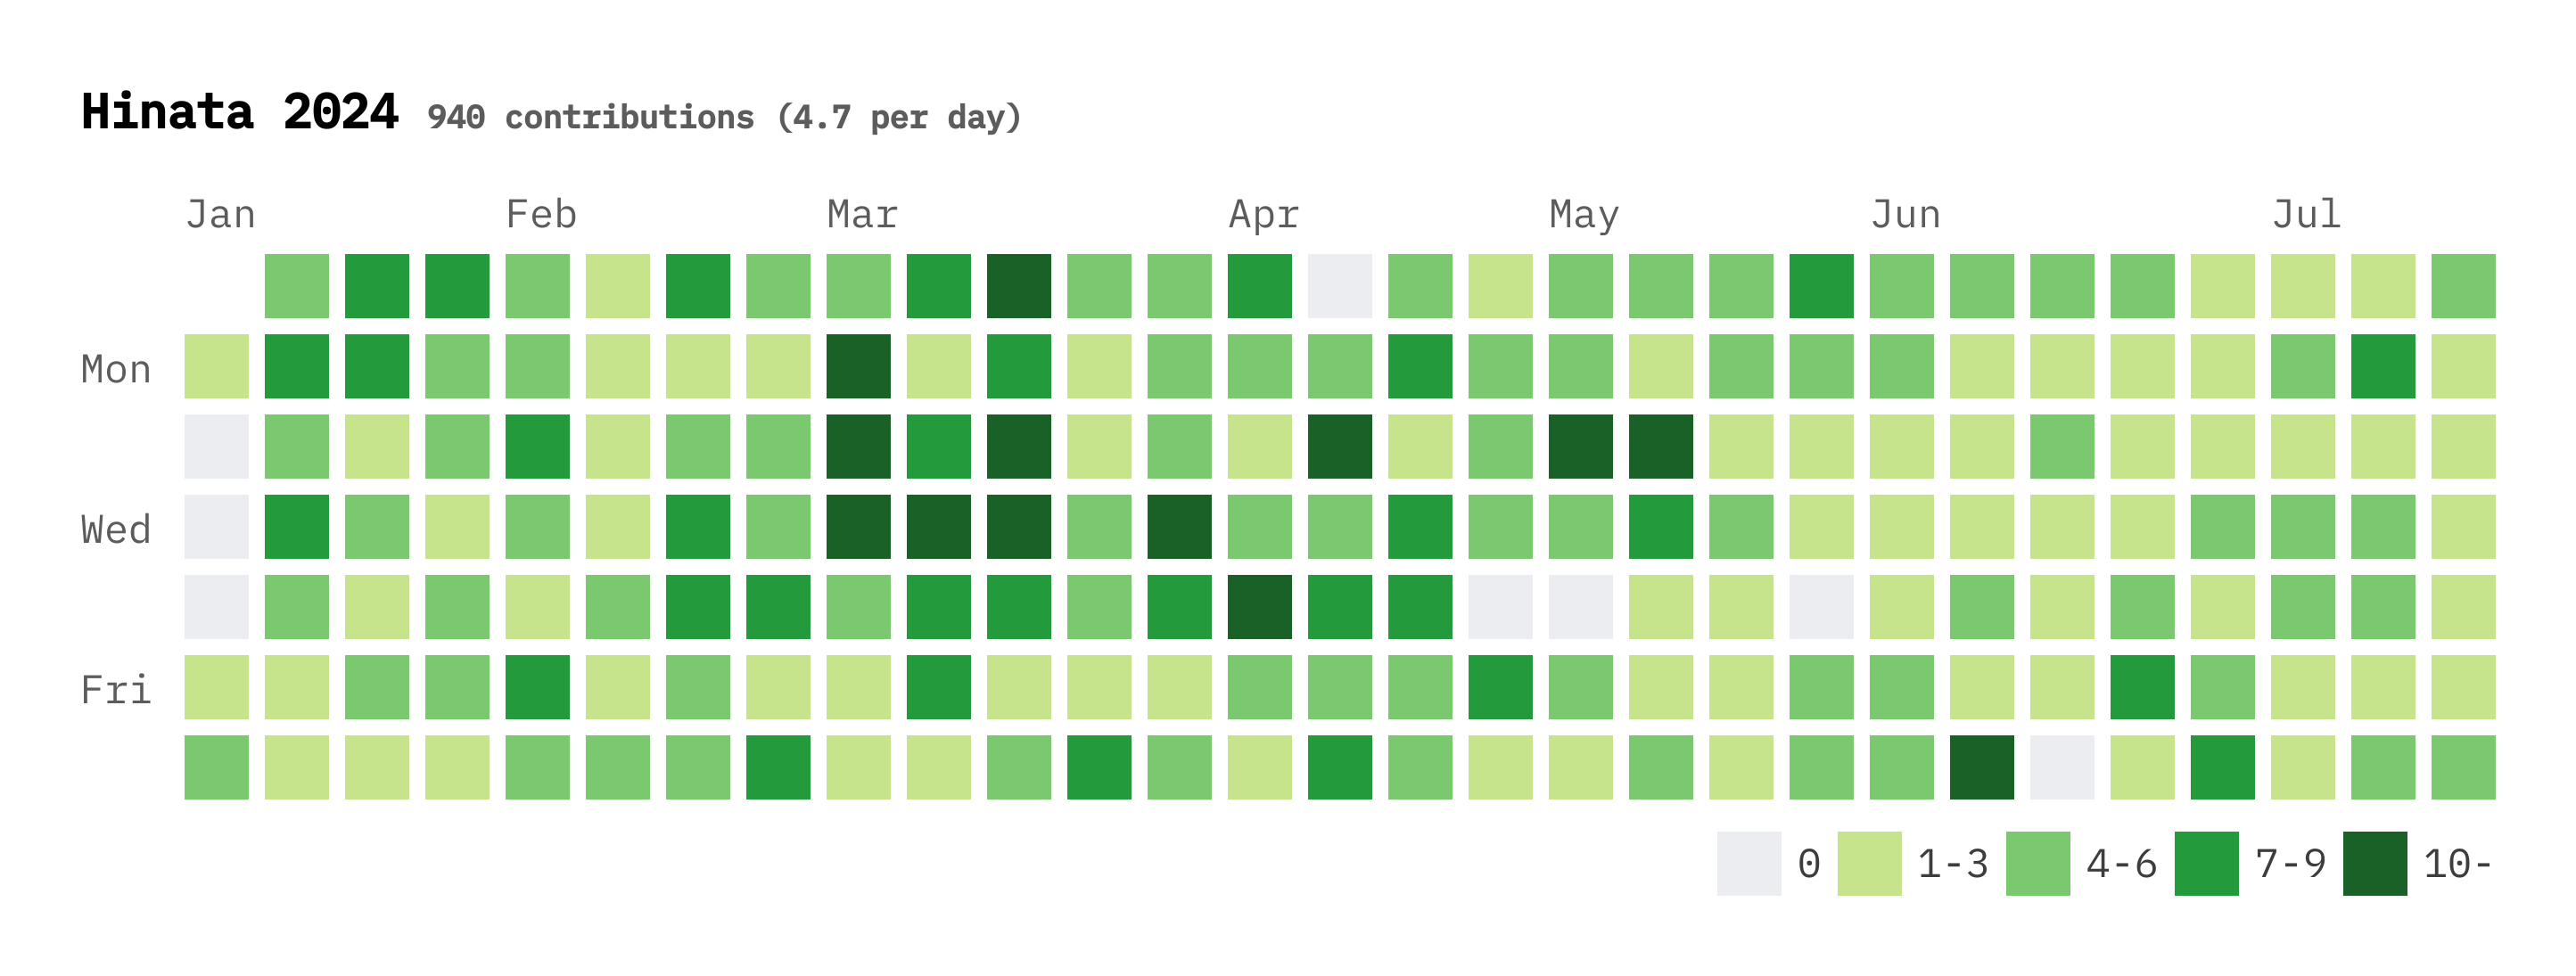 Hinata 2024 940 contributions (4.7 per day)
Jan Feb Mar Apr May Jun Jul
Mon
Wed
Fri
0 1-3 4-6 7-9 10-